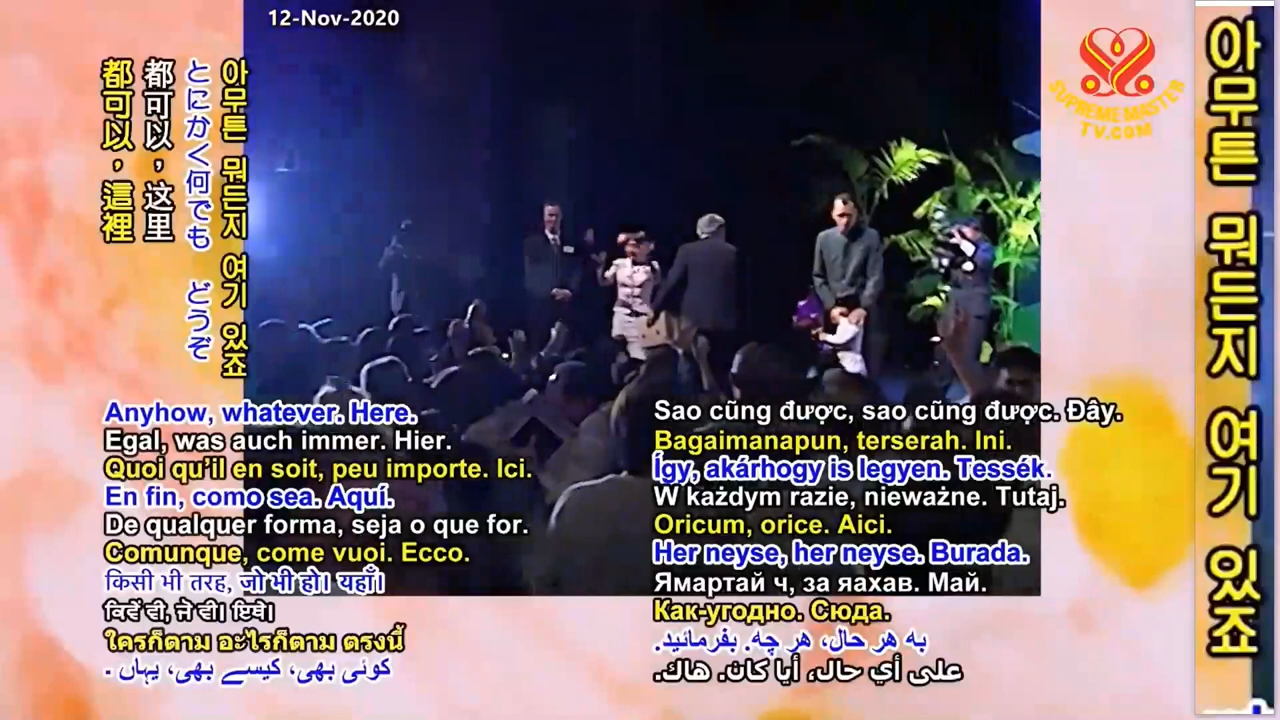 12-Nov-2020
SUPREME MASTER
TV.COM
아무튼 뭐든지 여기 있죠
とにかく何でも どうぞ
都可以，这里
都可以，這裡
Anyhow, whatever. Here.
Egal, was auch immer. Hier.
Quoi qu’il en soit, peu importe. Ici.
En fin, como sea. Aquí.
De qualquer forma, seja o que for.
Comunque, come vuoi. Ecco.
किसी भी तरह, जो भी हो। यहाँ।
ਕਿਵੇਂ ਵੀ, ਜੋ ਵੀ। ਇਥੇ।
ใครก็ตาม อะไรก็ตาม ตรงนี้
کوئی بھی، کیسے بھی، یہاں ۔
Sao cũng được, sao cũng được. Đây.
Bagaimanapun, terserah. Ini.
Így, akárhogy is legyen. Tessék.
W każdym razie, nieważne. Tutaj.
Oricum, orice. Aici.
Her neyse, her neyse. Burada.
Ямартай ч, за яахав. Май.
Как-угодно. Сюда.
به هر حال، هر چه. بفرمائید.
على أي حال، أيا كان. هاك.
아무튼 뭐든지 여기 있죠